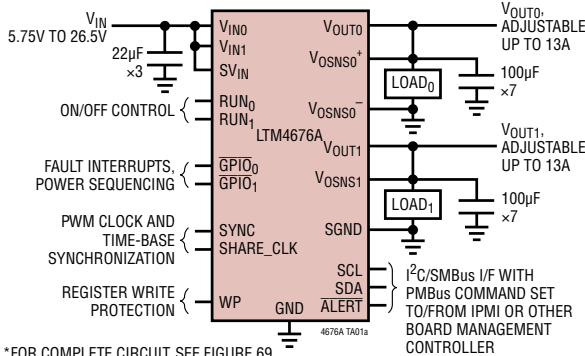 VIN
5.75V TO 26.5V
22µF
×3
ON/OFF CONTROL
FAULT INTERRUPTS,
POWER SEQUENCING
PWM CLOCK AND
TIME-BASE
SYNCHRONIZATION
REGISTER WRITE
PROTECTION
VIN0
VIN1
SVIN
RUN0
RUN1
LTM4676A
GPIO0
GPIO1
SYNC
SHARE_CLK
WP
GND
VOUT0
VOSNS0+
VOSNS0–
VOUT1
VOSNS1
SGND
SCL
SDA
ALERT
LOAD0
LOAD1
VOUT0,
ADJUSTABLE
UP TO 13A
100µF
×7
VOUT1,
ADJUSTABLE
UP TO 13A
100µF
×7
I2C/SMBus I/F WITH
PMBus COMMAND SET
TO/FROM IPMI OR OTHER
BOARD MANAGEMENT
CONTROLLER
4676A TA01a
*FOR COMPLETE CIRCUIT, SEE FIGURE 69